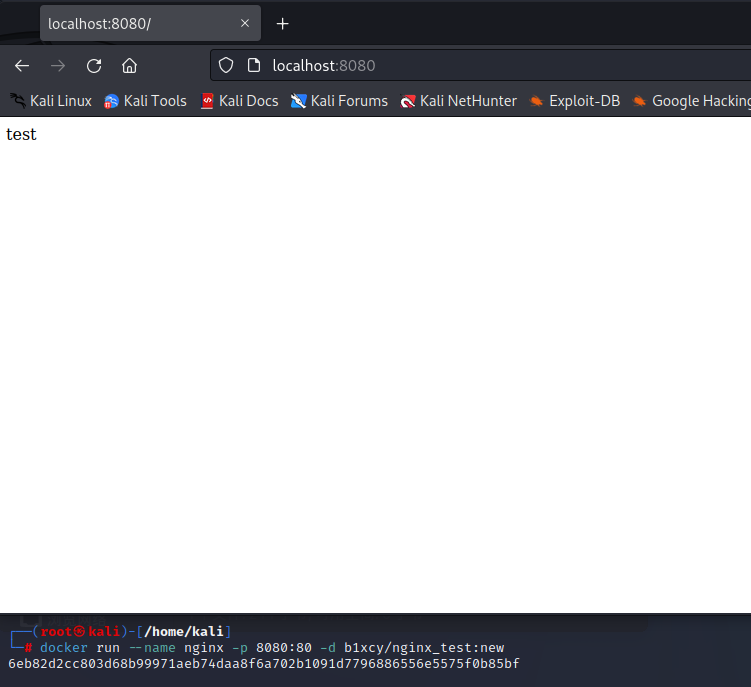 localhost:8080/
localhost:8080
Kali Linux Kali Tools Kali Docs Kali Forums Kali NetHunter Exploit-DB Google Hacking
test
(root㉿kali)-[/home/kali]
# docker run --name nginx -p 8080:80 -d b1xcy/nginx_test:new
6eb82d2cc803d68b99971aeb74daa8f6a702b1091d7796886556e5575f0b85bf